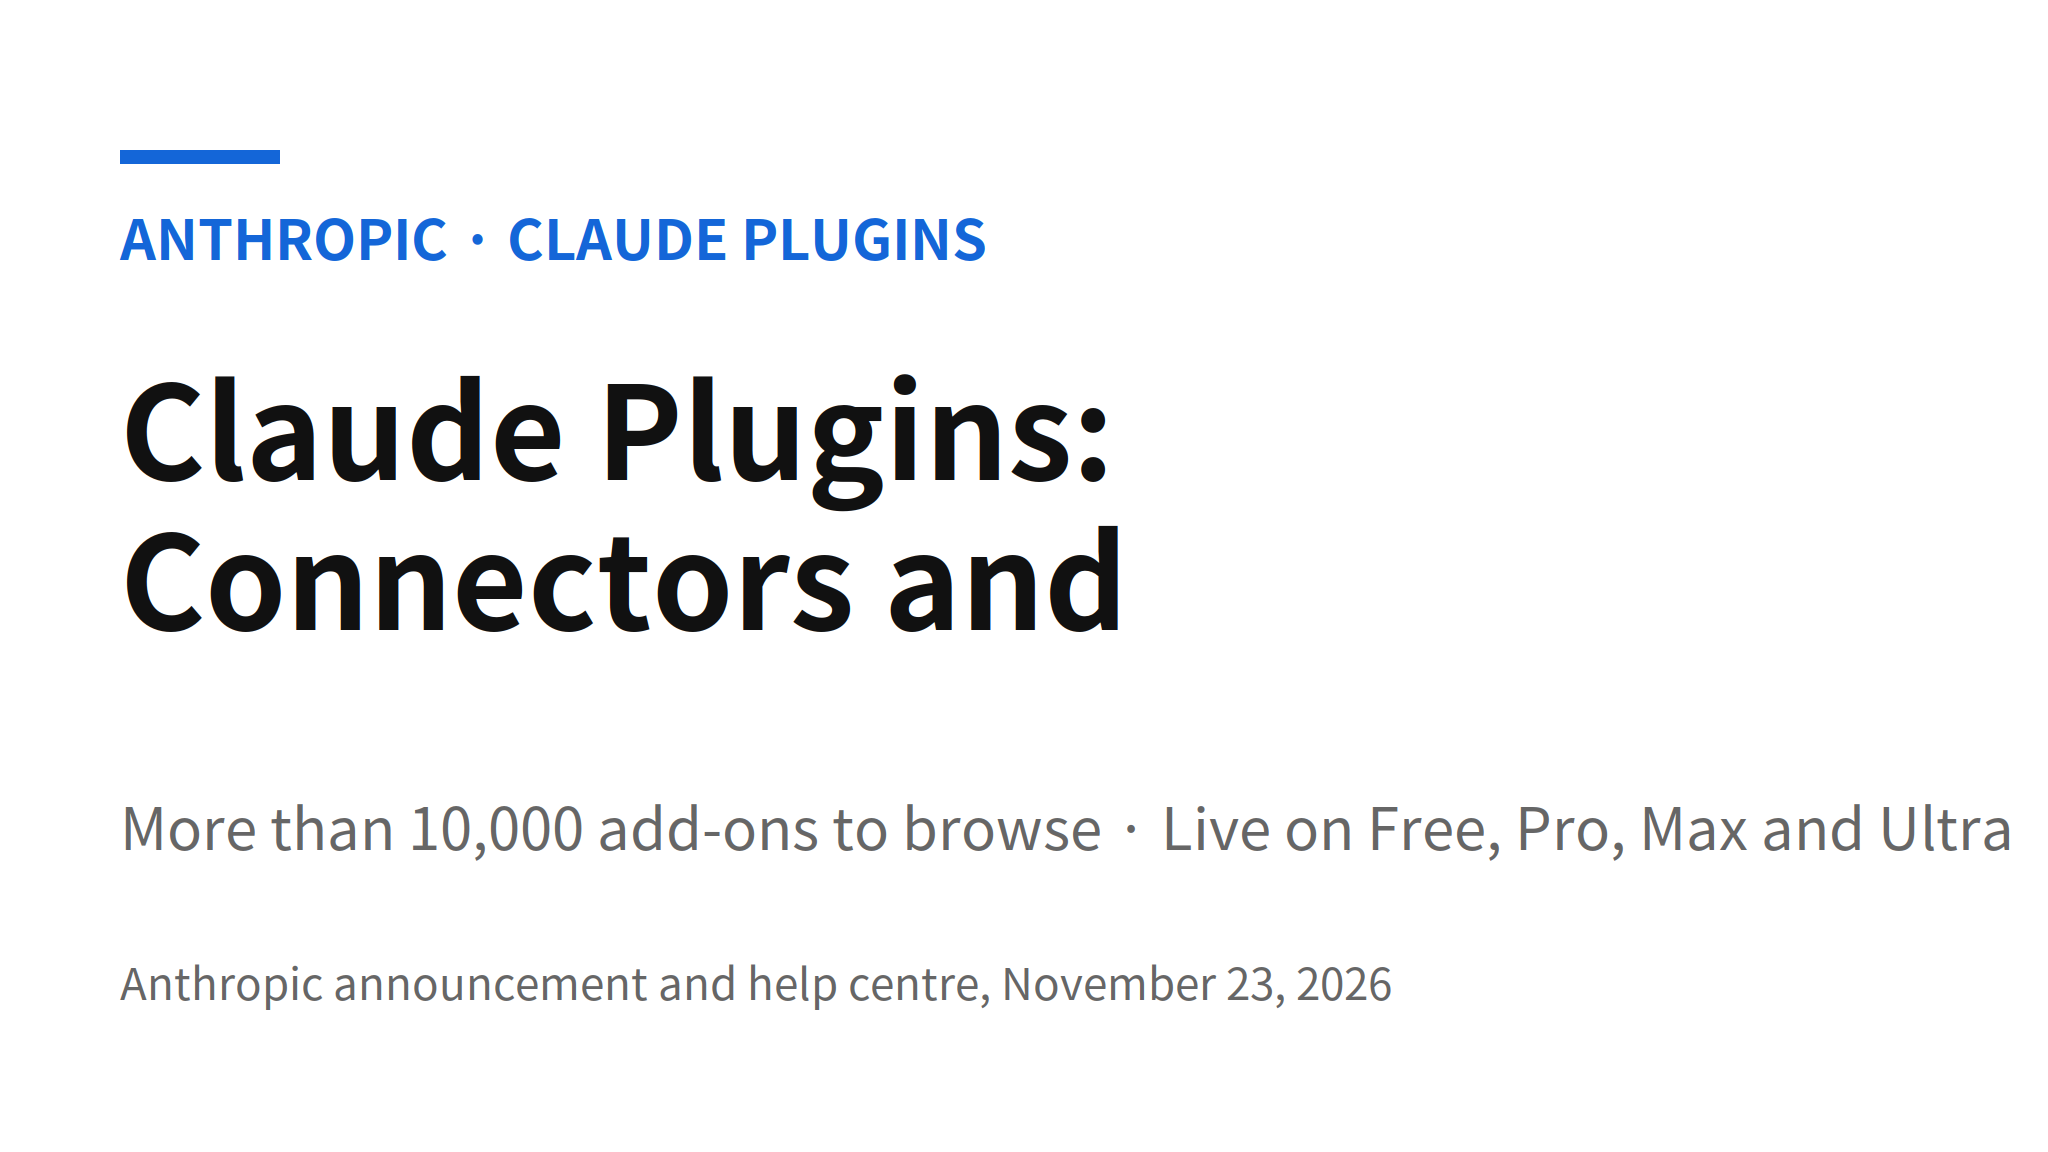 ANTHROPIC · CLAUDE PLUGINS
Claude Plugins:
Connectors and
More than 10,000 add-ons to browse · Live on Free, Pro, Max and Ultra
Anthropic announcement and help centre, November 23, 2026